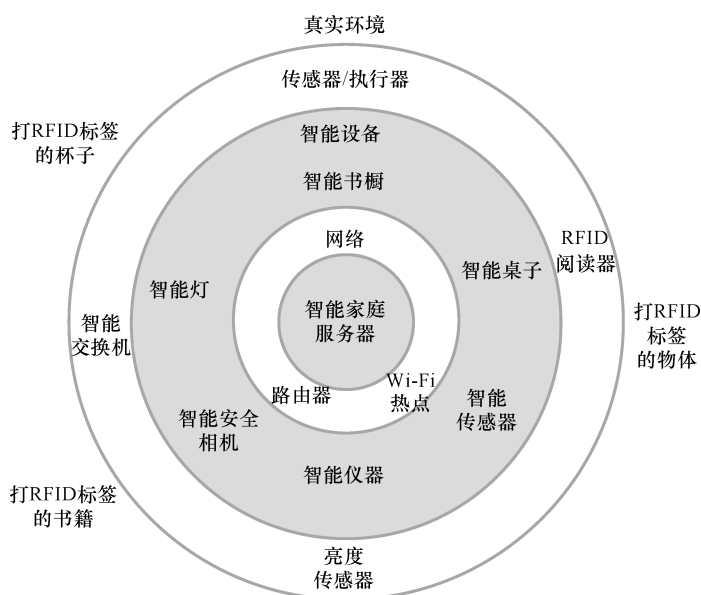 真实环境
传感器/执行器
打RFID标签
的杯子
智能设备
智能书橱
网络
RFID
阅读器
智能桌子
智能灯
智能家庭
服务器
智能
交换机
打RFID
标签
的物体
路由器
Wi-Fi
热点
智能
传感器
智能安全
相机
智能仪器
打RFID标签
的书籍
亮度
传感器